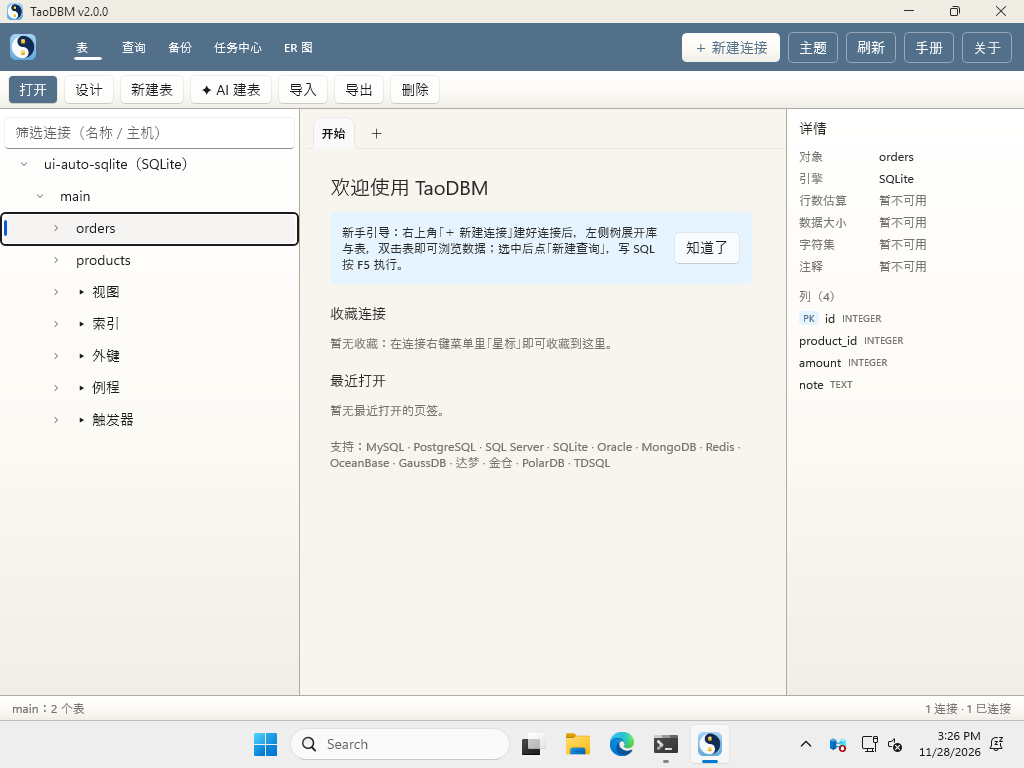 TaoDBM v2.0.0
表
查询
备份
任务中心
ER 图
＋ 新建连接
主题
刷新
手册
关于
打开
设计
新建表
✦ AI 建表
导入
导出
删除
筛选连接（名称 / 主机）
ui-auto-sqlite（SQLite）
main
orders
products
▸ 视图
▸ 索引
▸ 外键
▸ 例程
▸ 触发器
开始
＋
欢迎使用 TaoDBM
新手引导：右上角「＋ 新建连接」建好连接后，左侧树展开库
与表，双击表即可浏览数据；选中后点「新建查询」，写 SQL
按 F5 执行。
知道了
收藏连接
暂无收藏：在连接右键菜单里「星标」即可收藏到这里。
最近打开
暂无最近打开的页签。
支持：MySQL · PostgreSQL · SQL Server · SQLite · Oracle · MongoDB · Redis ·
OceanBase · GaussDB · 达梦 · 金仓 · PolarDB · TDSQL
详情
对象 orders
引擎 SQLite
行数估算 暂不可用
数据大小 暂不可用
字符集 暂不可用
注释 暂不可用
列（4）
PK id INTEGER
product_id INTEGER
amount INTEGER
note TEXT
main：2 个表
1 连接 · 1 已连接
Search
3:26 PM
11/28/2026